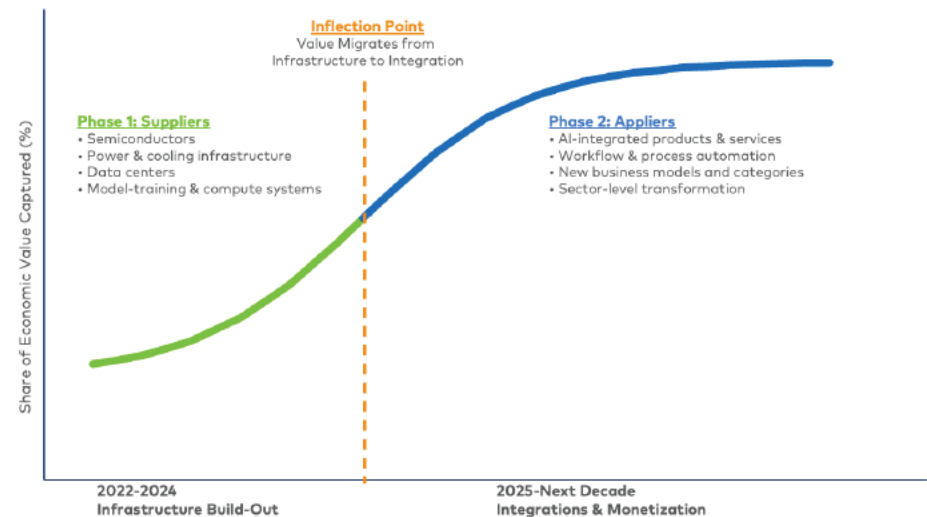 Inflection Point
Value Migrates from
Infrastructure to Integration
Phase 1: Suppliers
• Semiconductors
• Power & cooling infrastructure
• Data centers
• Model-training & compute systems
Phase 2: Appliers
• AI-integrated products & services
• Workflow & process automation
• New business models and categories
• Sector-level transformation
Share of Economic Value Captured (%)
2022-2024
Infrastructure Build-Out
2025-Next Decade
Integrations & Monetization